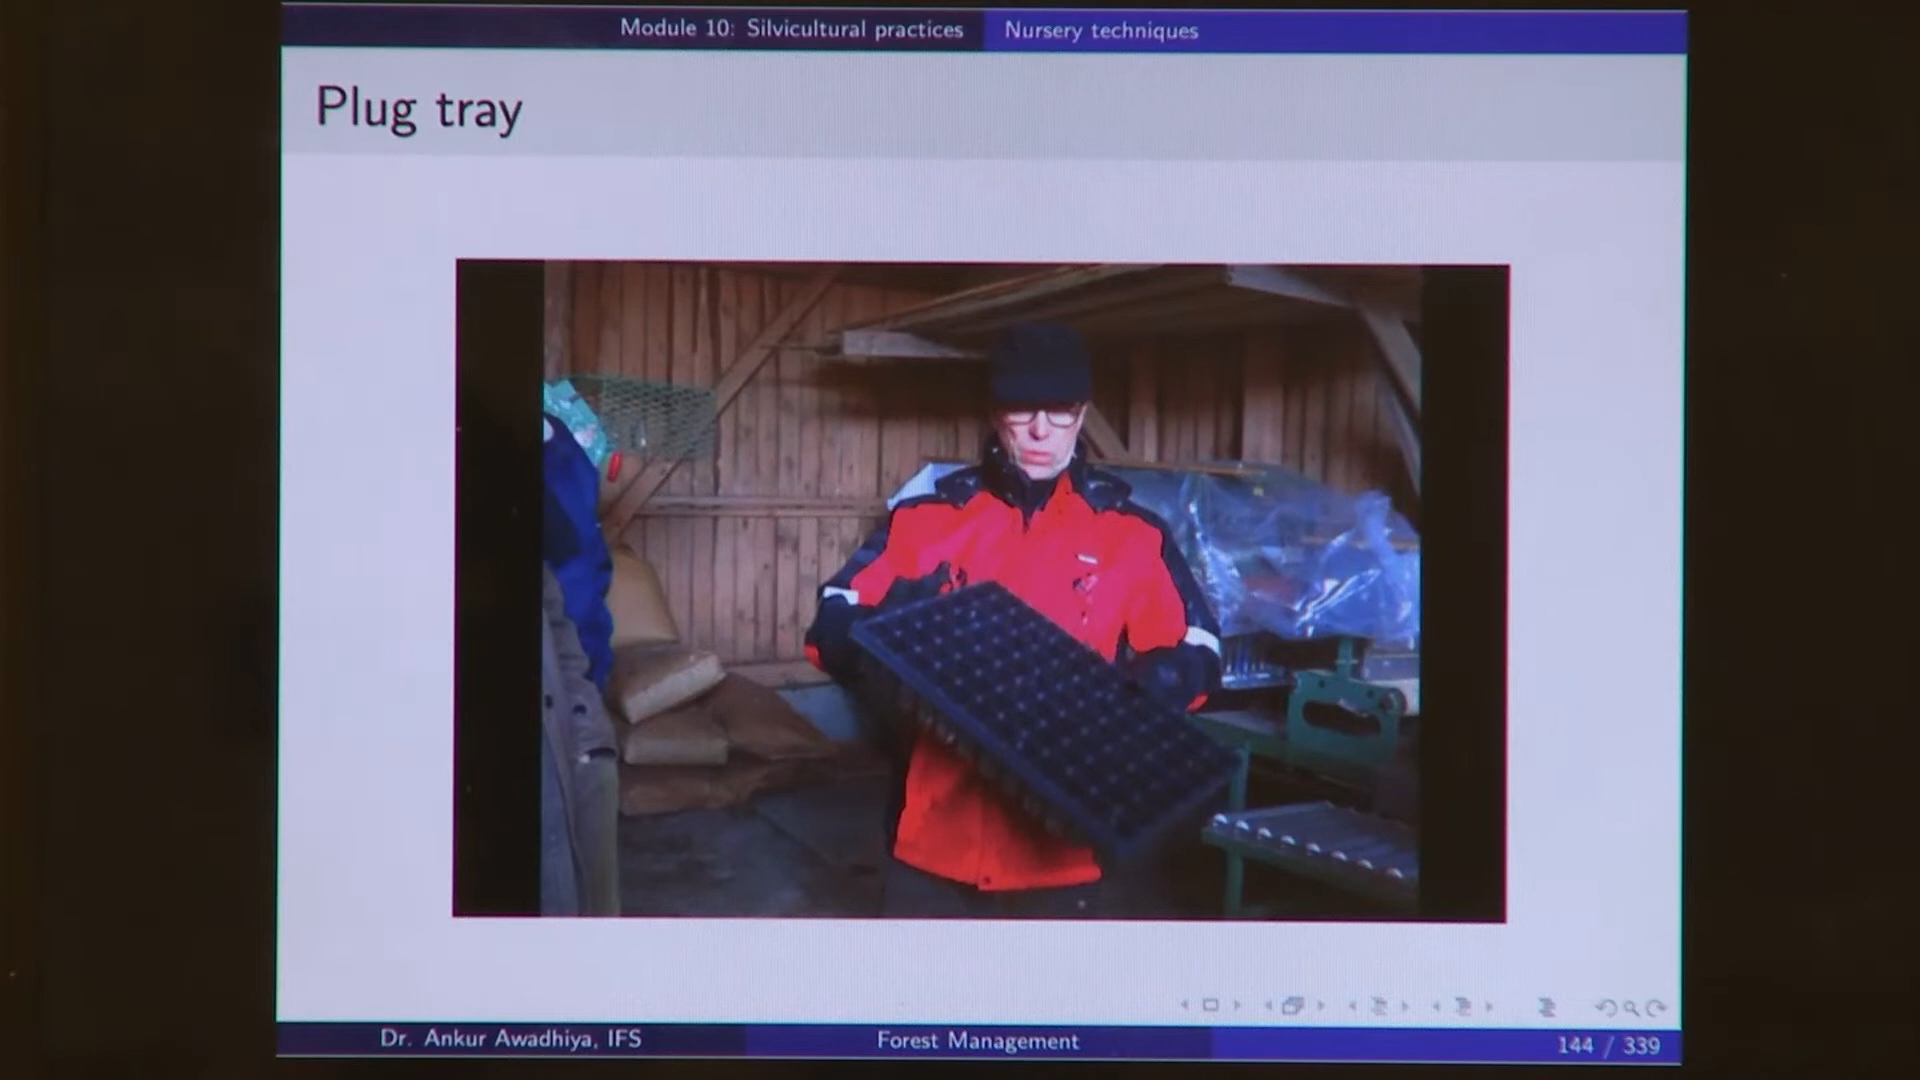 Module 10: Silvicultural practices
Nursery techniques
Plug tray
Dr. Ankur Awadhiya, IFS
Forest Management
144 / 339